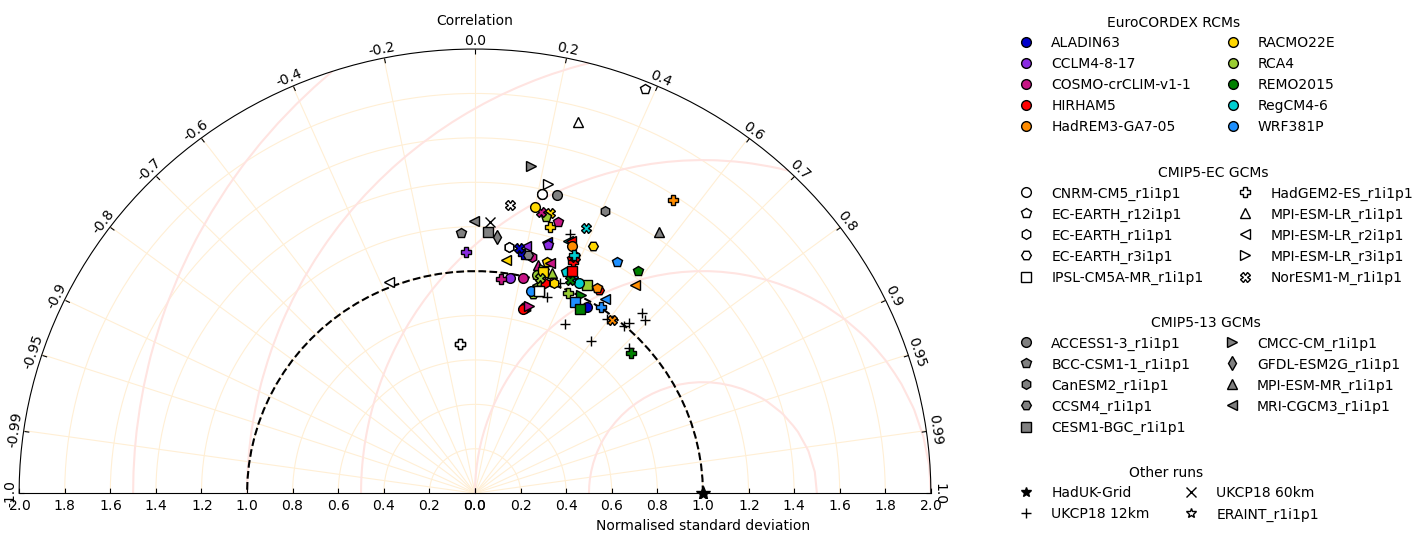 Correlation
-1.0
-0.99
-0.95
-0.9
-0.8
-0.7
-0.6
-0.4
-0.2
0.0
0.2
0.4
0.6
0.7
0.8
0.9
0.95
0.99
1.0
2.0 1.8 1.6 1.4 1.2 1.0 0.8 0.6 0.4 0.2 0.0 0.2 0.4 0.6 0.8 1.0 1.2 1.4 1.6 1.8 2.0
Normalised standard deviation
EuroCORDEX RCMs
ALADIN63 RACMO22E
CCLM4-8-17 RCA4
COSMO-crCLIM-v1-1 REMO2015
HIRHAM5 RegCM4-6
HadREM3-GA7-05 WRF381P
CMIP5-EC GCMs
CNRM-CM5_r1i1p1 HadGEM2-ES_r1i1p1
EC-EARTH_r12i1p1 MPI-ESM-LR_r1i1p1
EC-EARTH_r1i1p1 MPI-ESM-LR_r2i1p1
EC-EARTH_r3i1p1 MPI-ESM-LR_r3i1p1
IPSL-CM5A-MR_r1i1p1 NorESM1-M_r1i1p1
CMIP5-13 GCMs
ACCESS1-3_r1i1p1 CMCC-CM_r1i1p1
BCC-CSM1-1_r1i1p1 GFDL-ESM2G_r1i1p1
CanESM2_r1i1p1 MPI-ESM-MR_r1i1p1
CCSM4_r1i1p1 MRI-CGCM3_r1i1p1
CESM1-BGC_r1i1p1
Other runs
HadUK-Grid UKCP18 60km
UKCP18 12km ERAINT_r1i1p1